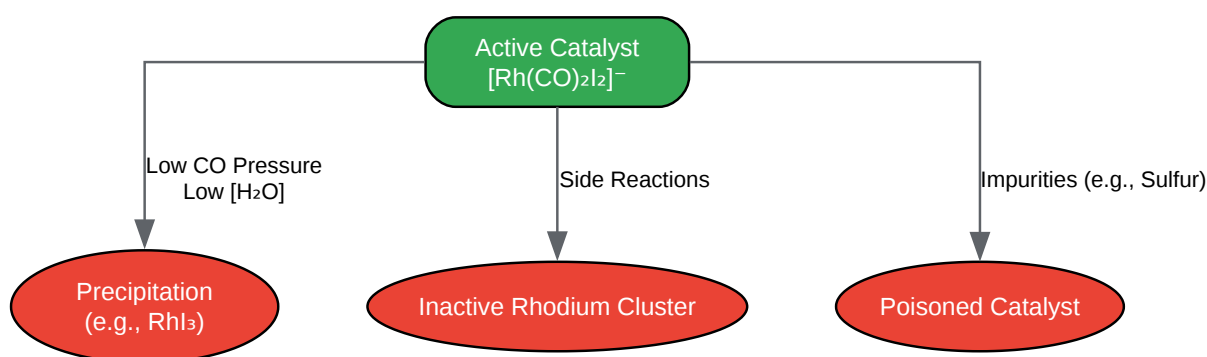 Active Catalyst
[Rh(CO)₂I₂]⁻
Low CO Pressure
Low [H₂O]
Side Reactions
Impurities (e.g., Sulfur)
Precipitation
(e.g., RhI₃)
Inactive Rhodium Cluster
Poisoned Catalyst